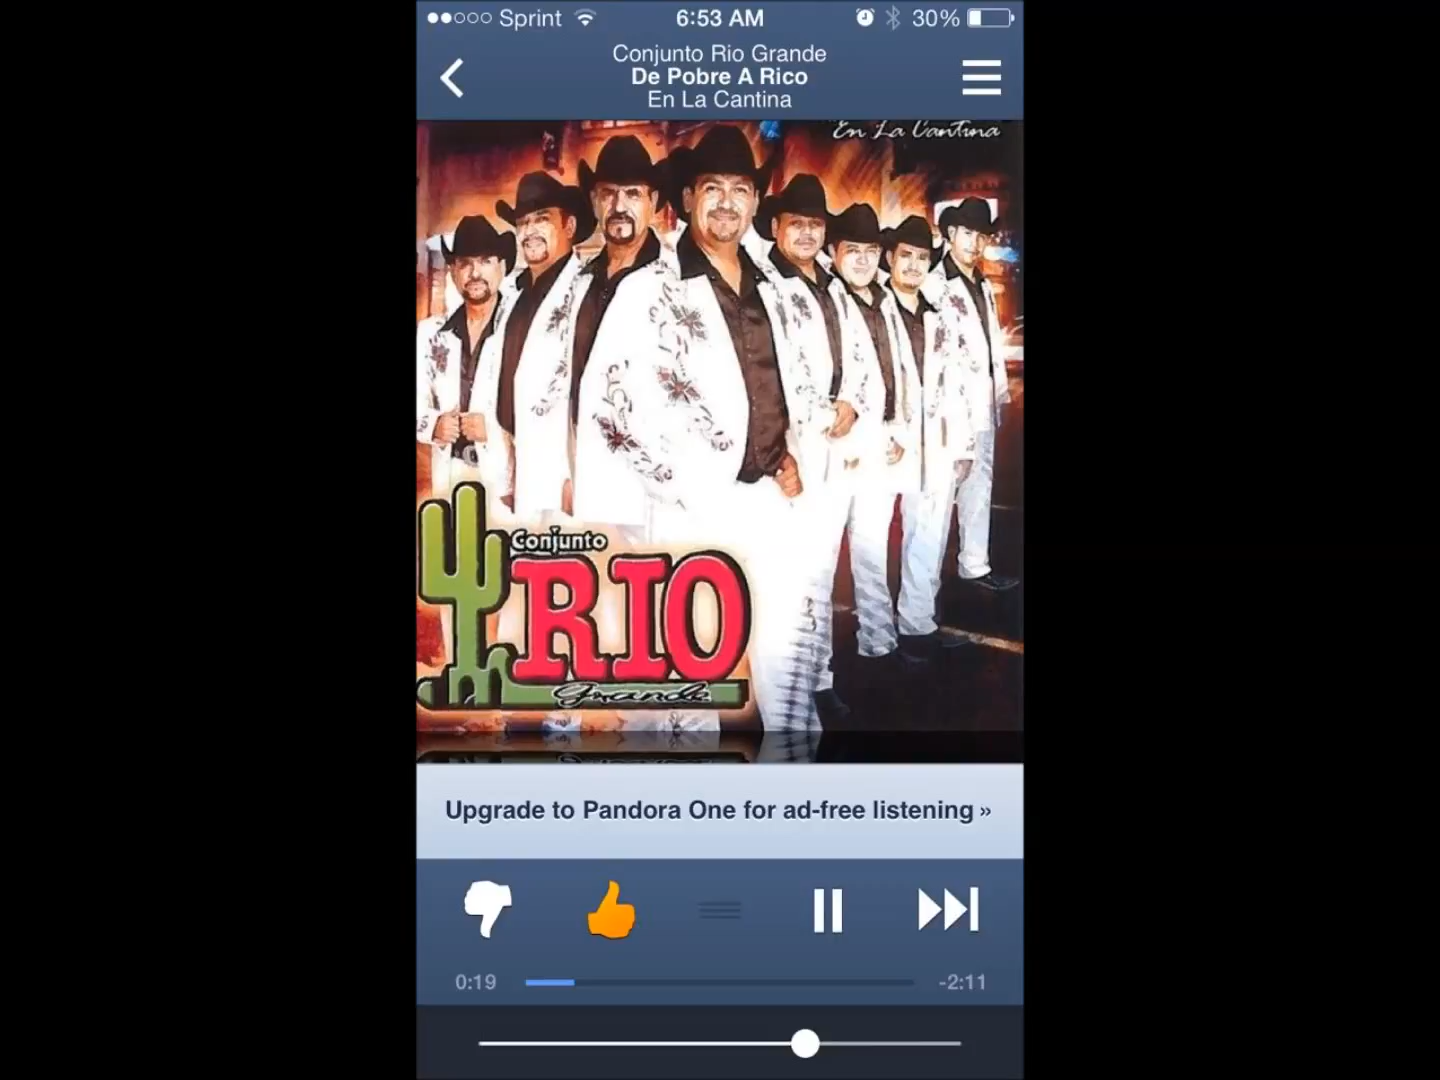 Sprint 6:53 AM 30%
Conjunto Rio Grande
De Pobre A Rico
En La Cantina
En La Cantina
Conjunto
RIO
Grande
Upgrade to Pandora One for ad-free listening »
0:19 -2:11